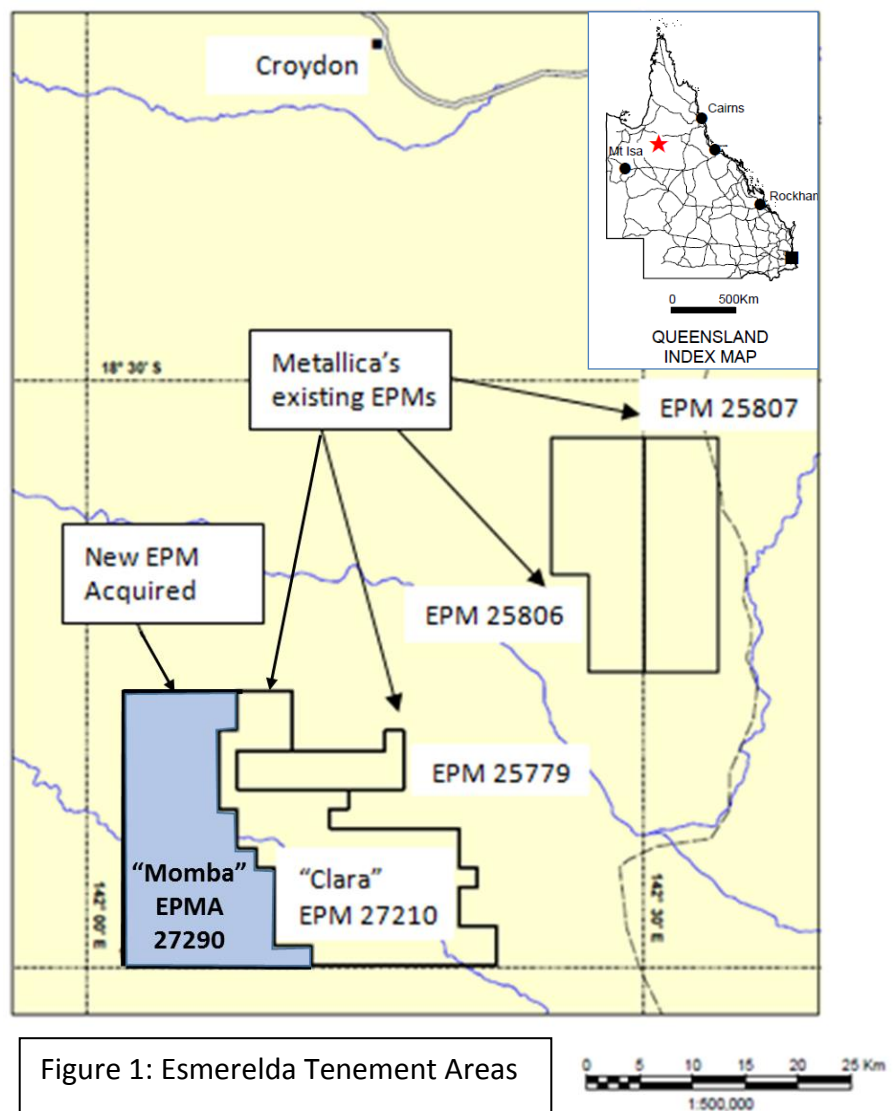 Croydon
Cairns
Mt Isa
Rockham
0 500Km
QUEENSLAND
INDEX MAP
18° 30' S
Metallica's
existing EPMs
EPM 25807
New EPM
Acquired
EPM 25806
EPM 25779
"Momba"
EPMA
27290
"Clara"
EPM 27210
142° 00' E
142° 30' E
Figure 1: Esmerelda Tenement Areas
0 5 10 15 20 25 Km
1:500,000